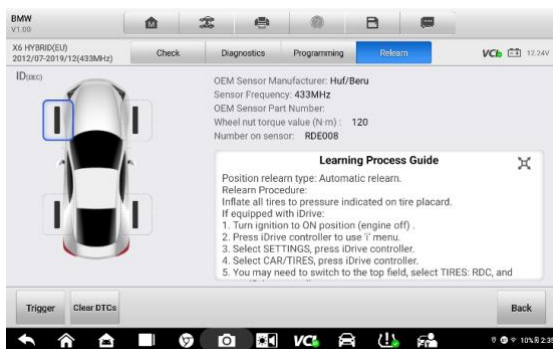 BMW
V1.00
X6 HYBRID(EU)
2012/07-2019/12(433MHz)
Check
Diagnostics
Programming
Relearn
VCI
12.24V
ID(DEC)
OEM Sensor Manufacturer: Huf/Beru
Sensor Frequency: 433MHz
OEM Sensor Part Number:
Wheel nut torque value (N·m) : 120
Number on sensor: RDE008
Learning Process Guide
Position relearn type: Automatic relearn.
Relearn Procedure:
Inflate all tires to pressure indicated on tire placard.
If equipped with iDrive:
1. Turn ignition to ON position (engine off) .
2. Press iDrive controller to use 'i' menu.
3. Select SETTINGS, press iDrive controller.
4. Select CAR/TIRES, press iDrive controller.
5. You may need to switch to the top field, select TIRES: RDC, and
Trigger
Clear DTCs
Back
VCI
10%